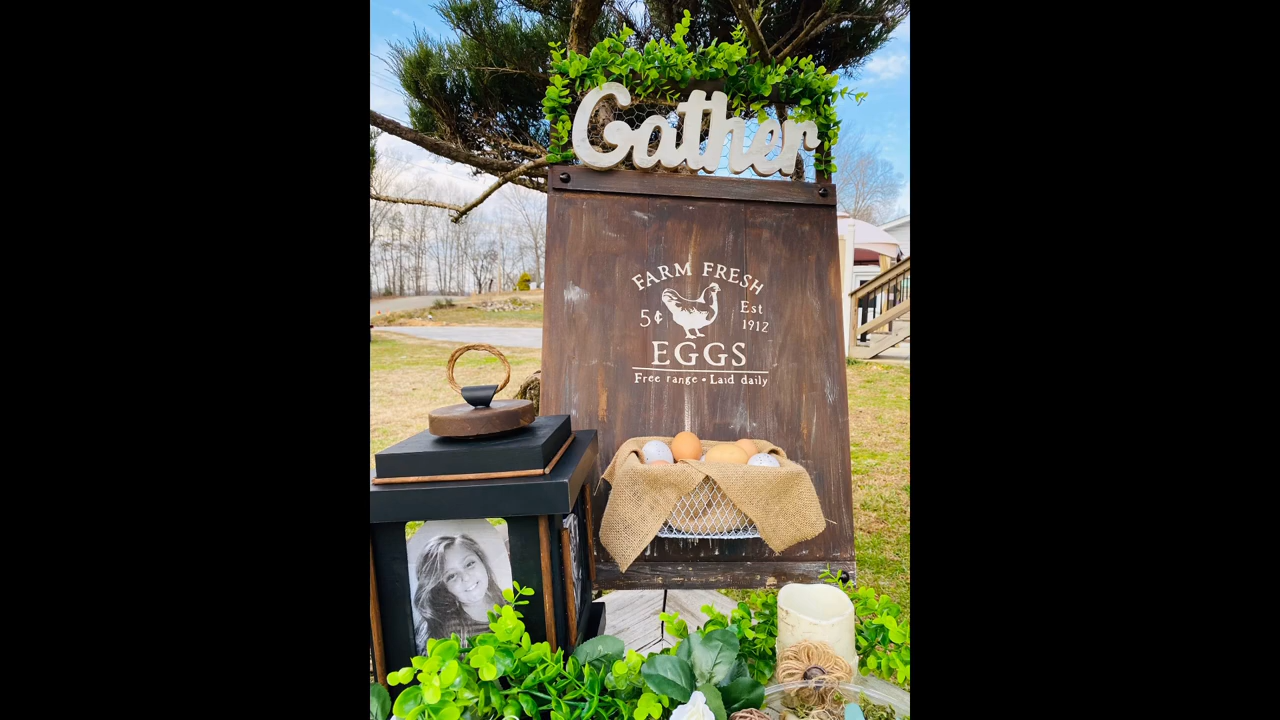 Gather
FARM FRESH
5¢
Est
1912
EGGS
Free range • Laid daily